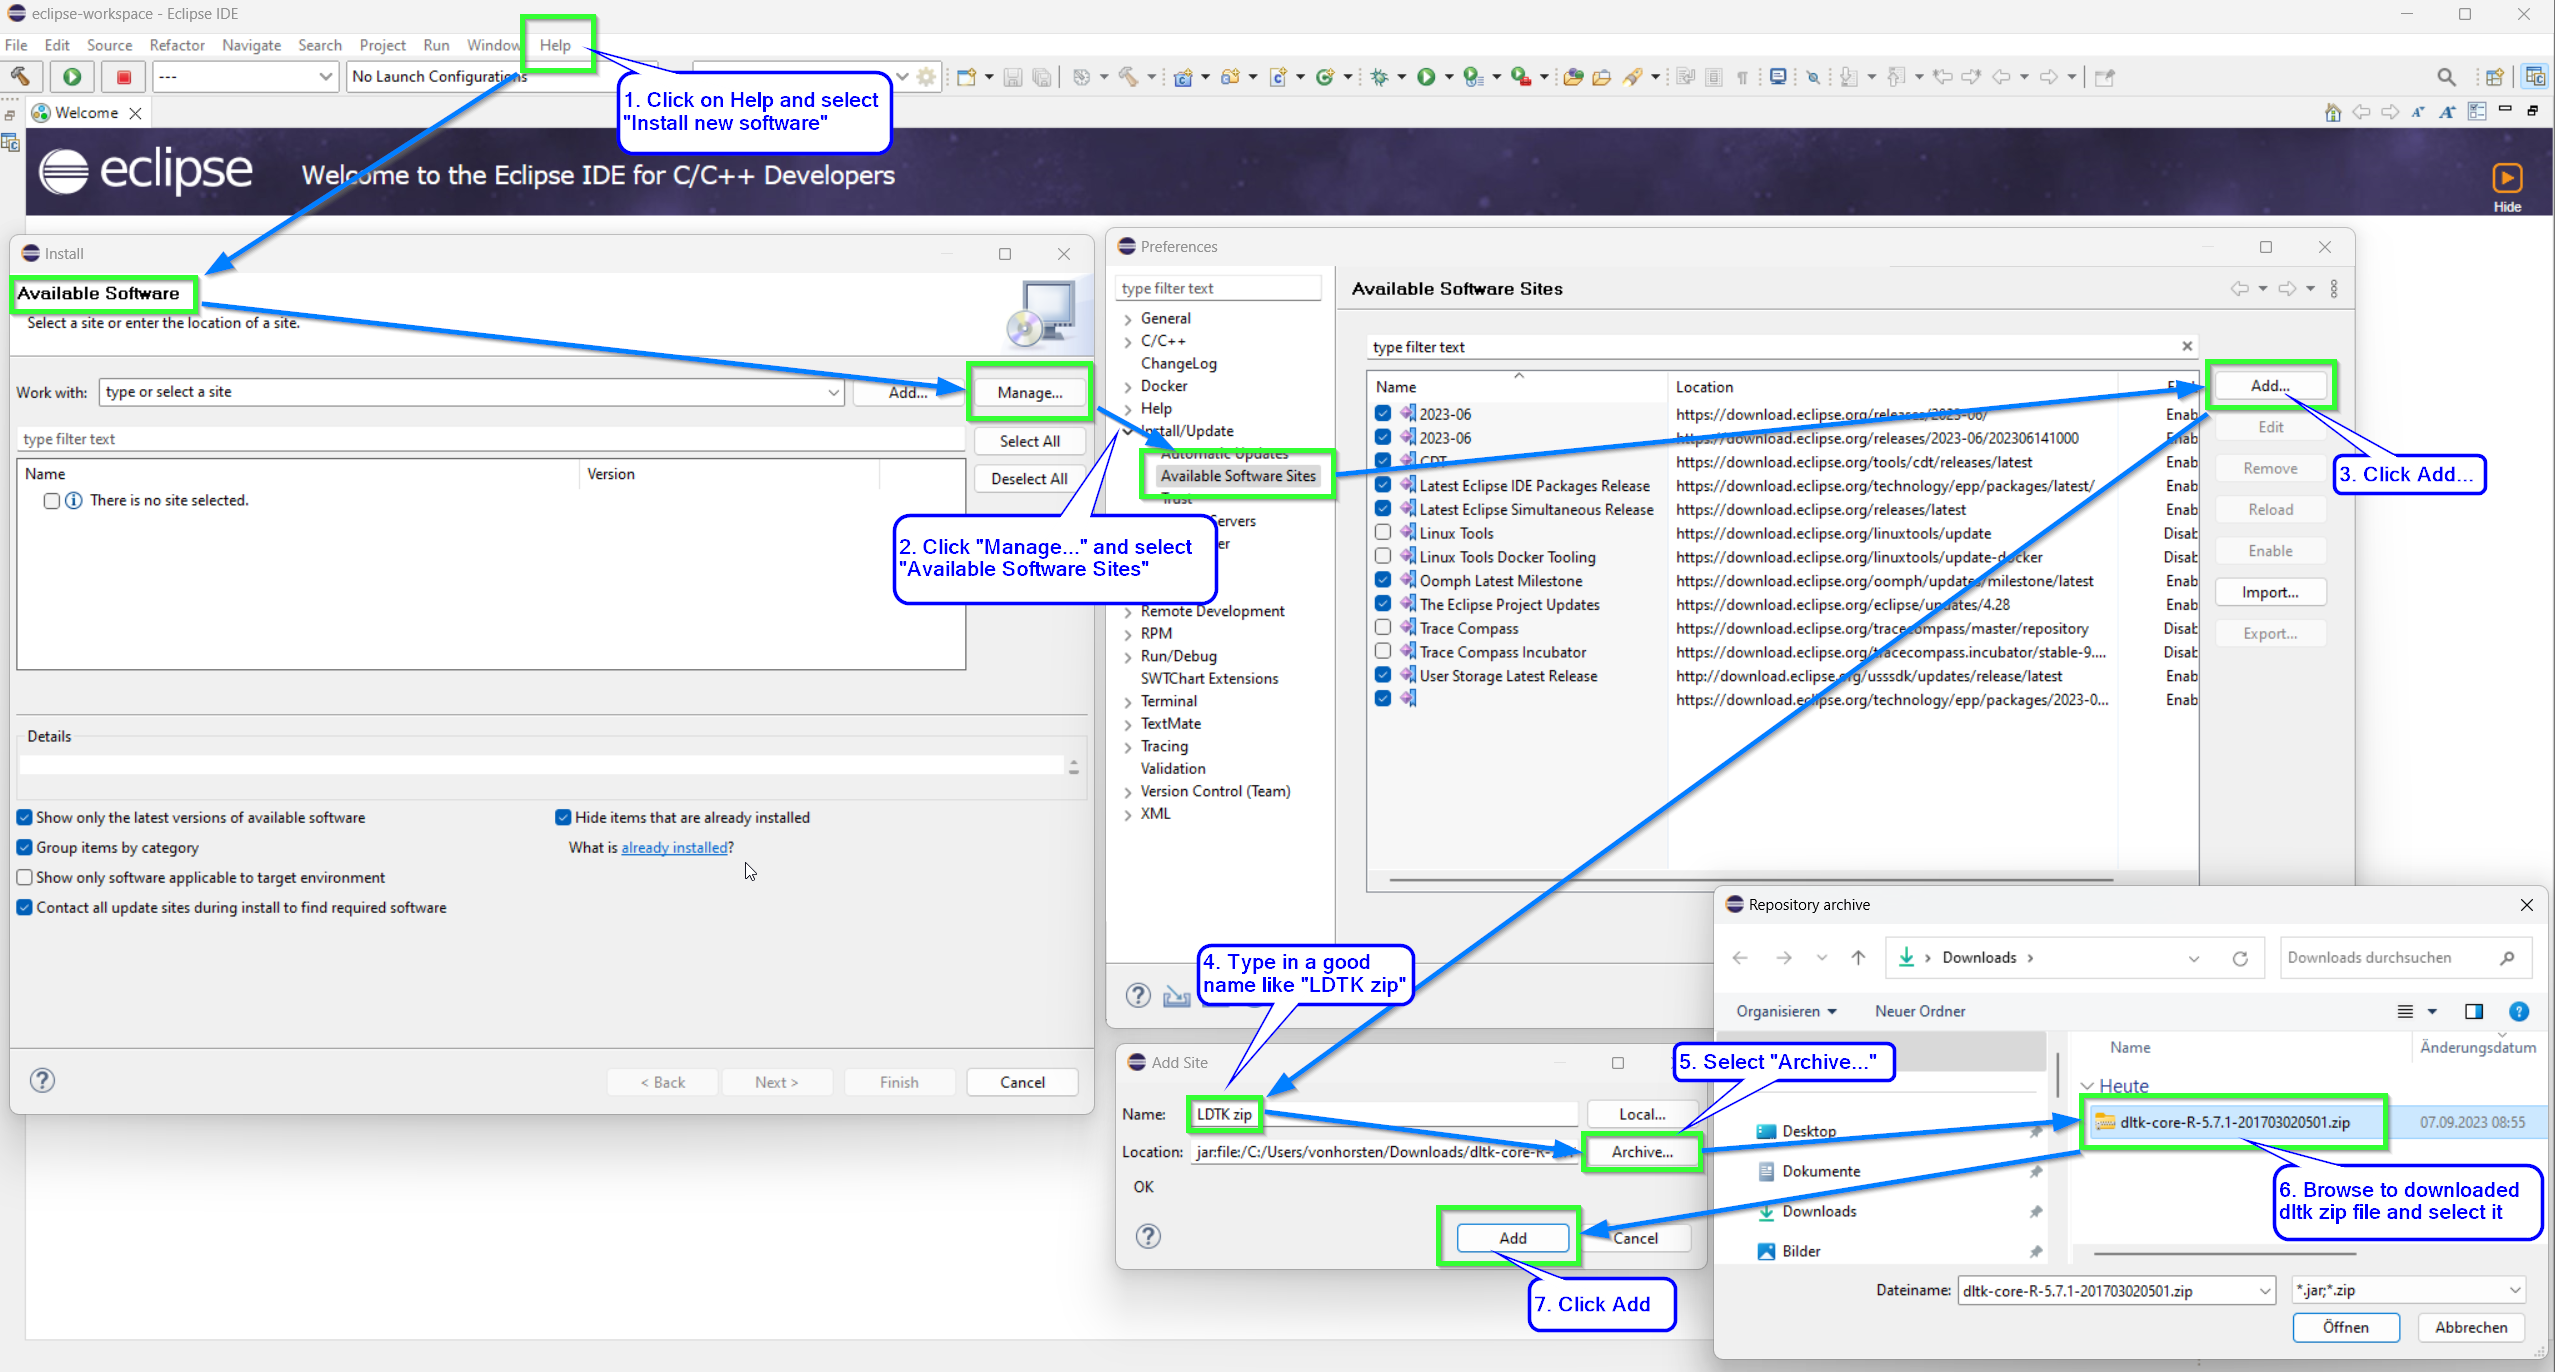 eclipse-workspace - Eclipse IDE
File Edit Source Refactor Navigate Search Project Run Window Help
--- No Launch Configurations
1. Click on Help and select
"Install new software"
Welcome
eclipse Welcome to the Eclipse IDE for C/C++ Developers
Hide
Install
Available Software
Select a site or enter the location of a site.
Work with: type or select a site Add... Manage...
type filter text Select All
Name Version Deselect All
There is no site selected.
2. Click "Manage..." and select
"Available Software Sites"
Details
Show only the latest versions of available software Hide items that are already installed
Group items by category What is already installed?
Show only software applicable to target environment
Contact all update sites during install to find required software
< Back Next > Finish Cancel
Preferences
type filter text
General
C/C++
ChangeLog
Docker
Help
Install/Update
Automatic Updates
Available Software Sites
Trust
Servers
Remote Development
RPM
Run/Debug
SWTChart Extensions
Terminal
TextMate
Tracing
Validation
Version Control (Team)
XML
Available Software Sites
type filter text
Name Location
2023-06 https://download.eclipse.org/releases/2023-06/ Enab
2023-06 https://download.eclipse.org/releases/2023-06/202306141000 Enab
CDT https://download.eclipse.org/tools/cdt/releases/latest Enab
Latest Eclipse IDE Packages Release https://download.eclipse.org/technology/epp/packages/latest/ Enab
Latest Eclipse Simultaneous Release https://download.eclipse.org/releases/latest Enab
Linux Tools https://download.eclipse.org/linuxtools/update Disab
Linux Tools Docker Tooling https://download.eclipse.org/linuxtools/update-docker Disab
Oomph Latest Milestone https://download.eclipse.org/oomph/updates/milestone/latest Enab
The Eclipse Project Updates https://download.eclipse.org/eclipse/updates/4.28 Enab
Trace Compass https://download.eclipse.org/tracecompass/master/repository Disab
Trace Compass Incubator https://download.eclipse.org/tracecompass.incubator/stable-9.... Disab
User Storage Latest Release http://download.eclipse.org/usssdk/updates/release/latest Enab
https://download.eclipse.org/technology/epp/packages/2023-0... Enab
Add...
Edit
Remove
Reload
Enable
Import...
Export...
3. Click Add...
4. Type in a good
name like "LDTK zip"
Add Site
Name: LDTK zip Local...
Location: jar:file:/C:/Users/vonhorsten/Downloads/dltk-core-R- Archive...
OK
Add Cancel
5. Select "Archive..."
7. Click Add
Repository archive
Downloads Downloads durchsuchen
Organisieren Neuer Ordner
Name Änderungsdatum
Heute
dltk-core-R-5.7.1-201703020501.zip 07.09.2023 08:55
Desktop
Dokumente
Downloads
Bilder
6. Browse to downloaded
dltk zip file and select it
Dateiname: dltk-core-R-5.7.1-201703020501.zip *.jar;*.zip
Öffnen Abbrechen